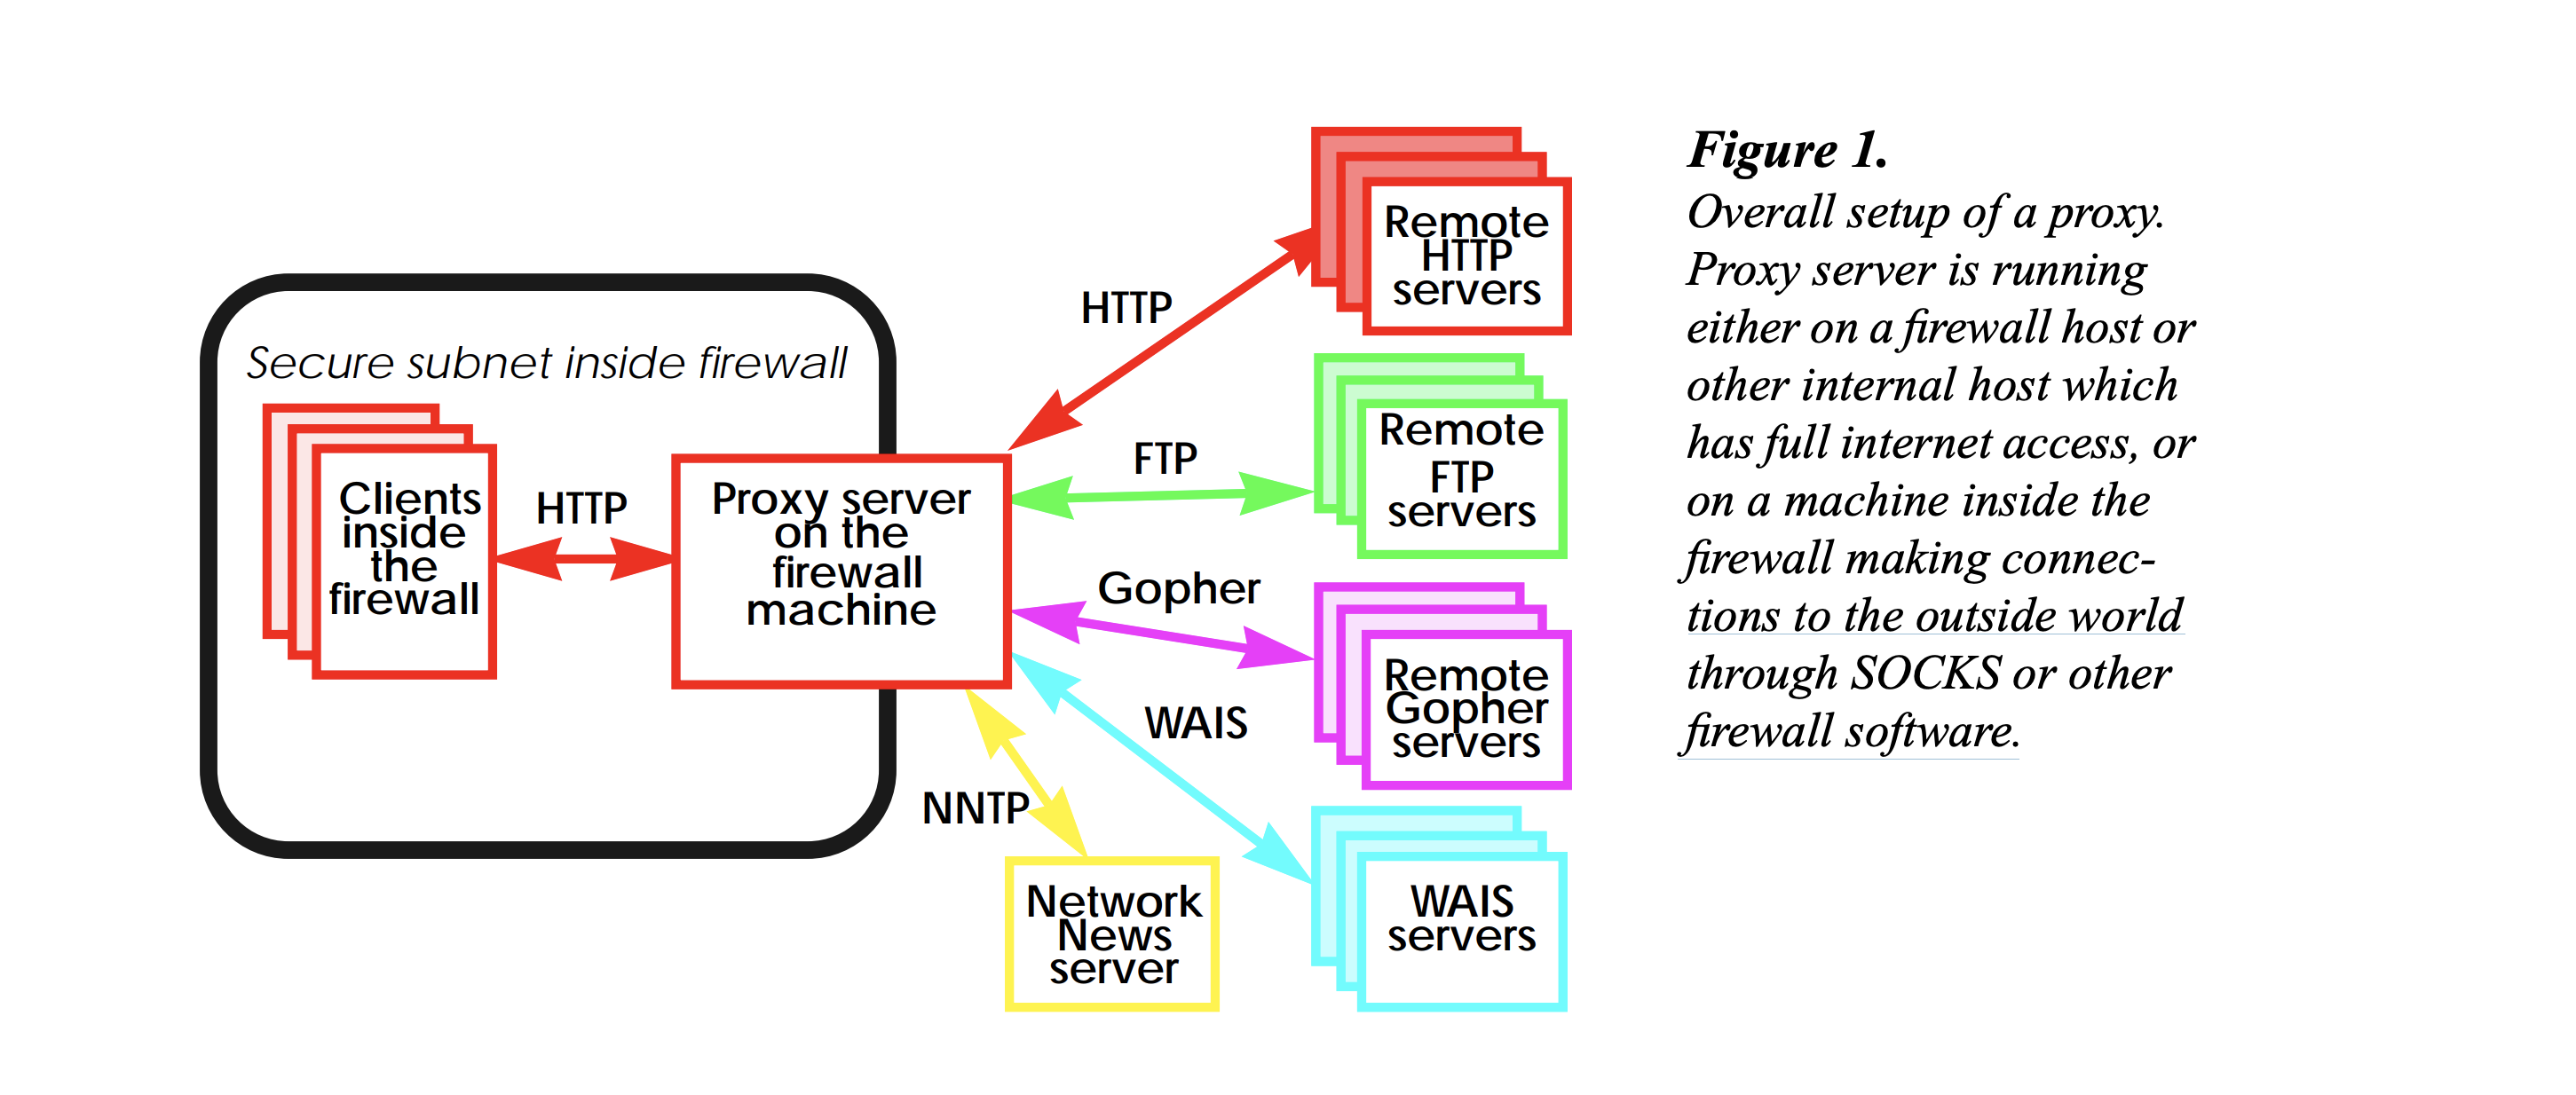 Secure subnet inside firewall
Clients
inside
the
firewall
HTTP
Proxy server
on the
firewall
machine
HTTP
FTP
Gopher
WAIS
NNTP
Remote
HTTP
servers
Remote
FTP
servers
Remote
Gopher
servers
WAIS
servers
Network
News
server
Figure 1.
Overall setup of a proxy.
Proxy server is running
either on a firewall host or
other internal host which
has full internet access, or
on a machine inside the
firewall making connec-
tions to the outside world
through SOCKS or other
firewall software.